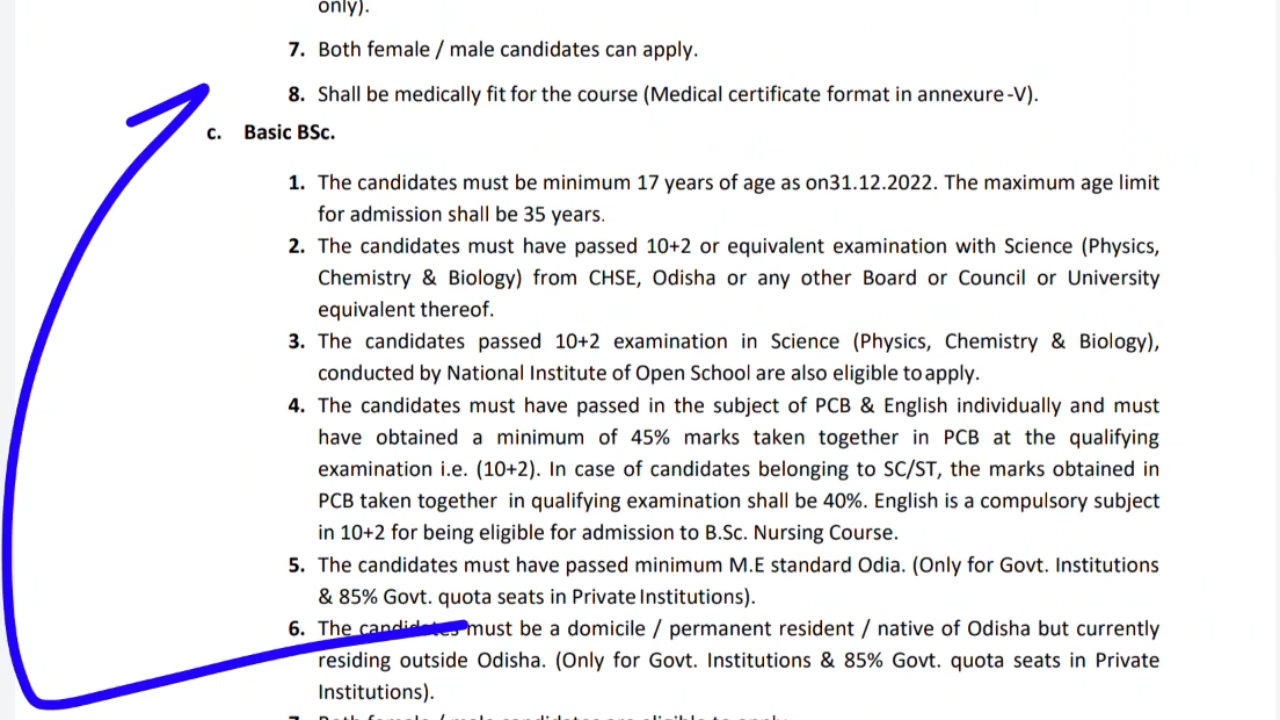 only).
7. Both female / male candidates can apply.
8. Shall be medically fit for the course (Medical certificate format in annexure-V).
c. Basic BSc.
1. The candidates must be minimum 17 years of age as on31.12.2022. The maximum age limit
for admission shall be 35 years.
2. The candidates must have passed 10+2 or equivalent examination with Science (Physics,
Chemistry & Biology) from CHSE, Odisha or any other Board or Council or University
equivalent thereof.
3. The candidates passed 10+2 examination in Science (Physics, Chemistry & Biology),
conducted by National Institute of Open School are also eligible to apply.
4. The candidates must have passed in the subject of PCB & English individually and must
have obtained a minimum of 45% marks taken together in PCB at the qualifying
examination i.e. (10+2). In case of candidates belonging to SC/ST, the marks obtained in
PCB taken together in qualifying examination shall be 40%. English is a compulsory subject
in 10+2 for being eligible for admission to B.Sc. Nursing Course.
5. The candidates must have passed minimum M.E standard Odia. (Only for Govt. Institutions
& 85% Govt. quota seats in Private Institutions).
6. The candidates must be a domicile / permanent resident / native of Odisha but currently
residing outside Odisha. (Only for Govt. Institutions & 85% Govt. quota seats in Private
Institutions).
7. Both female / male candidates are eligible to apply.